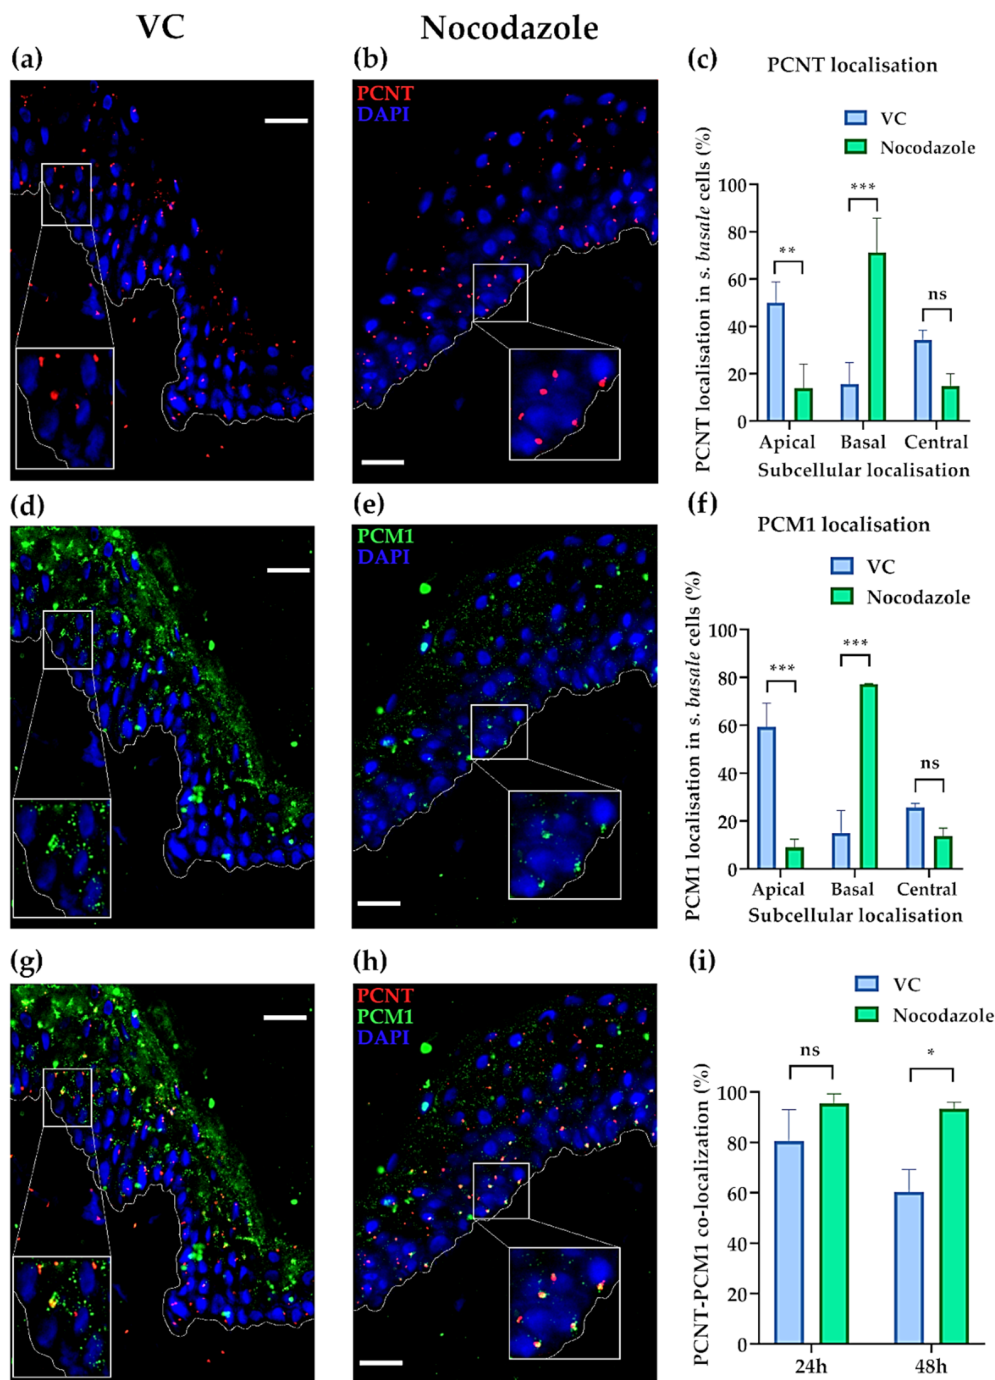 VC
Nocodazole
(a)
(b)
PCNT
DAPI
(c)
PCNT localisation
VC
Nocodazole
PCNT localisation in s. basale cells (%)
100
80
60
40
20
0
**
***
ns
Apical
Basal
Central
Subcellular localisation
(d)
(e)
PCM1
DAPI
(f)
PCM1 localisation
VC
Nocodazole
PCM1 localisation in s. basale cells (%)
100
80
60
40
20
0
***
***
ns
Apical
Basal
Central
Subcellular localisation
(g)
(h)
PCNT
PCM1
DAPI
(i)
VC
Nocodazole
PCNT-PCM1 co-localization (%)
100
80
60
40
20
0
ns
*
24h
48h